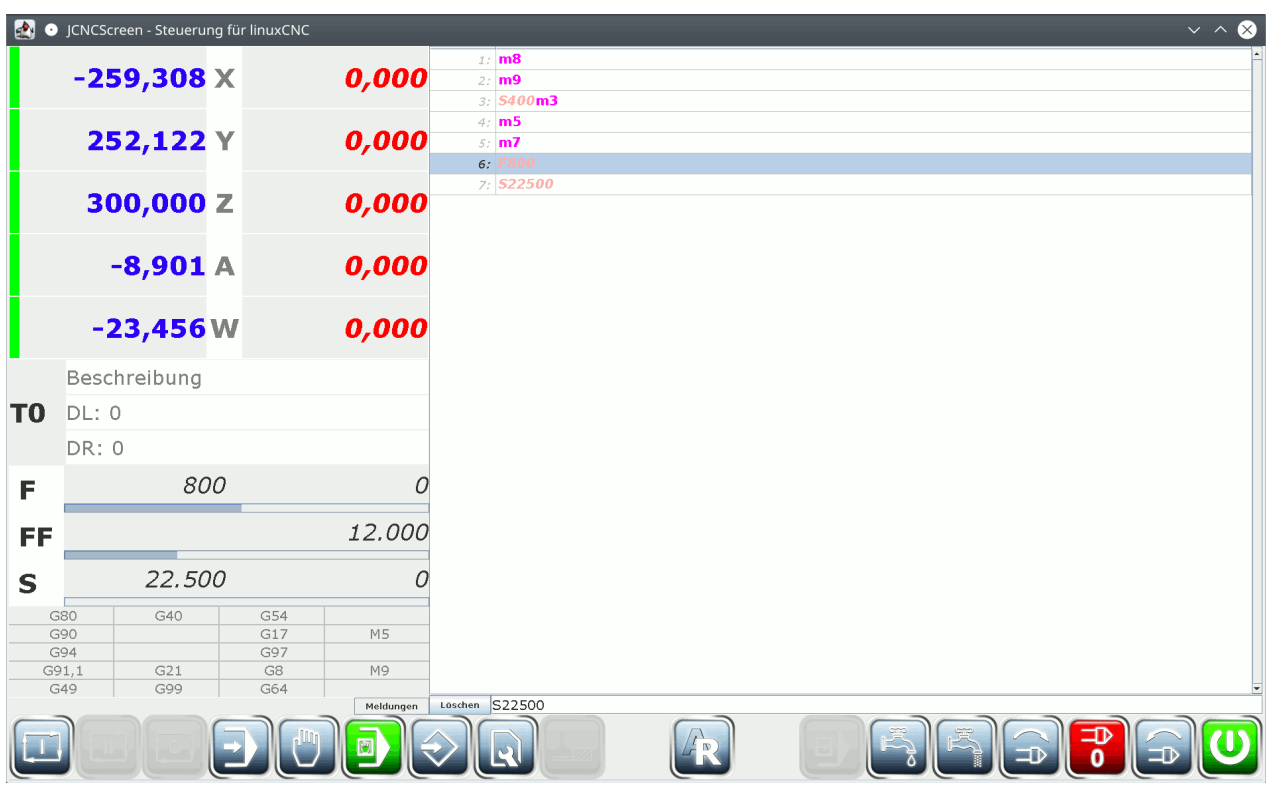 JCNCScreen - Steuerung für linuxCNC
-259,308 X 0,000
252,122 Y 0,000
300,000 Z 0,000
-8,901 A 0,000
-23,456 W 0,000
T0
Beschreibung
DL: 0
DR: 0
F 800 0
FF 12.000
S 22.500 0
G80 G40 G54
G90 G17 M5
G94 G97
G91,1 G21 G8 M9
G49 G99 G64
1: m8
2: m9
3: S400m3
4: m5
5: m7
6: F800
7: S22500
Meldungen Löschen S22500
AR
0